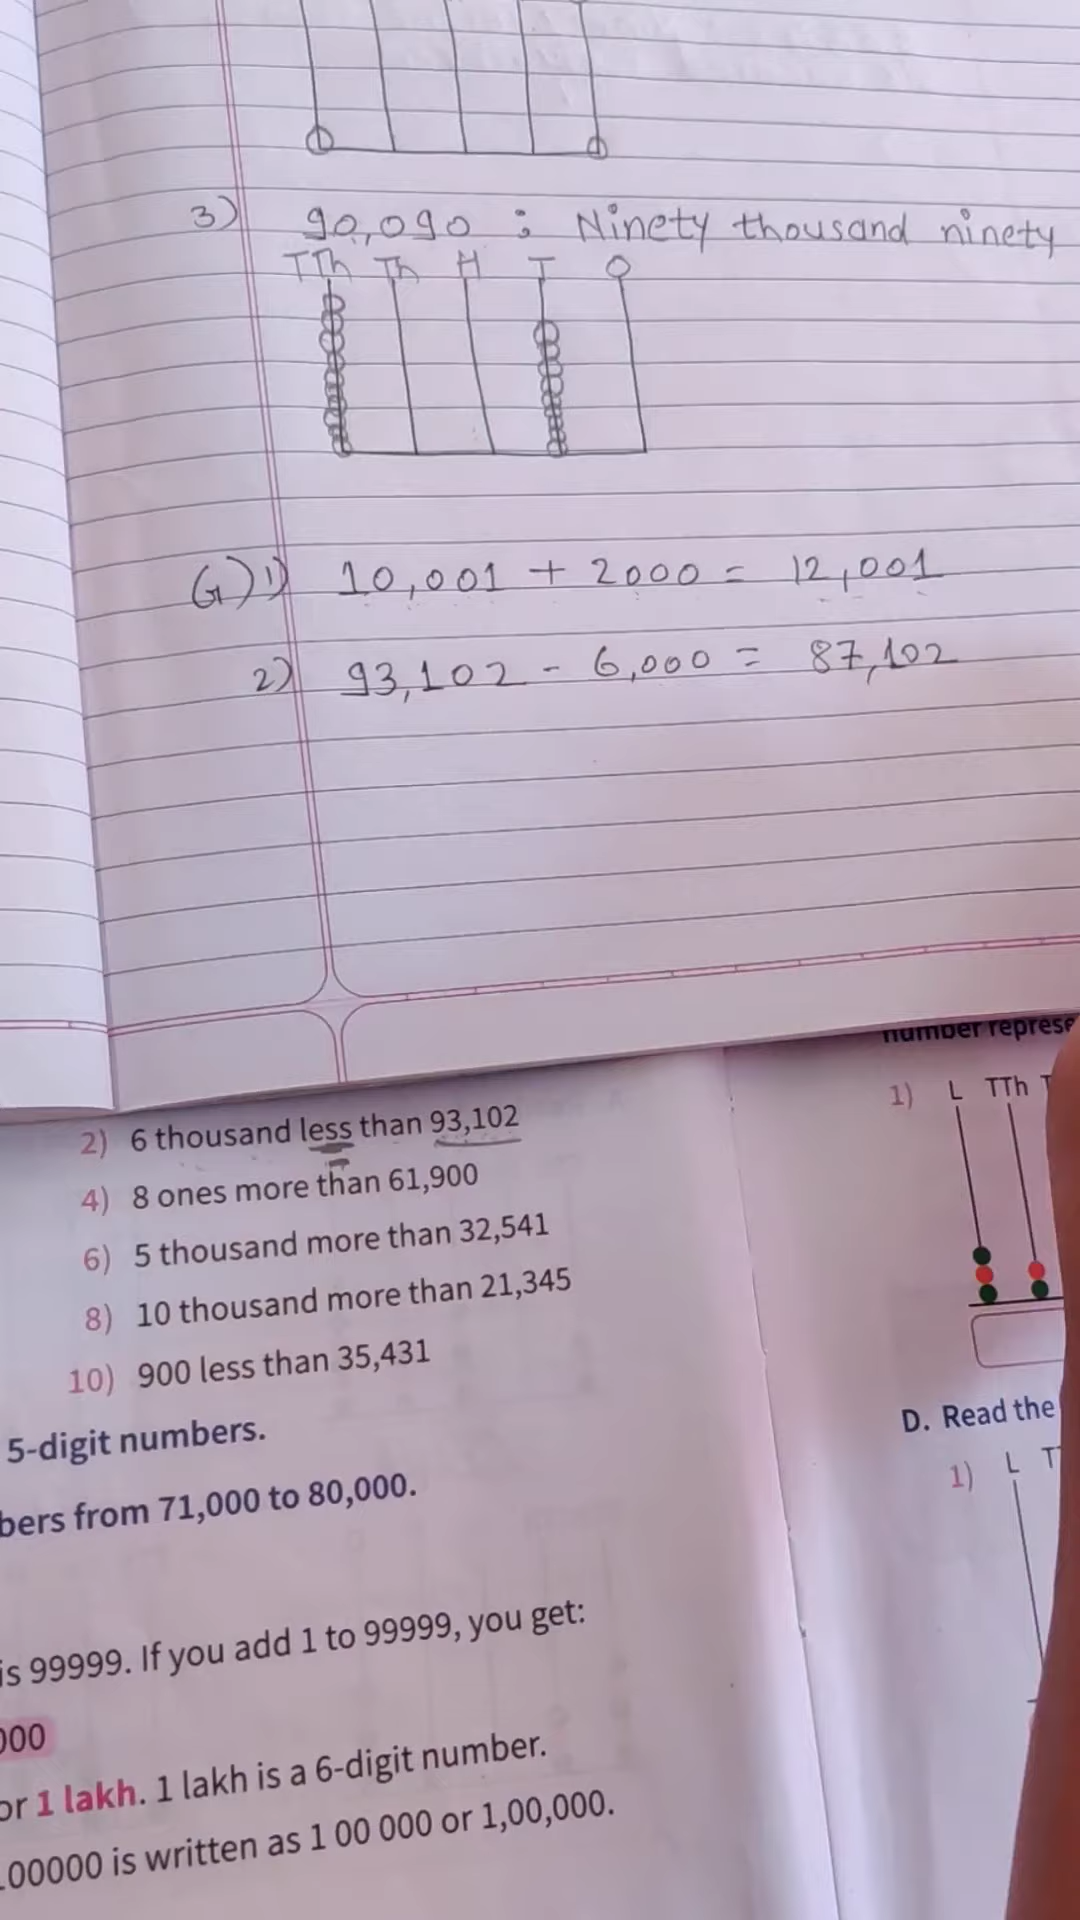 3) 90,090 : Ninety thousand ninety
TTh Th H T O
G) 1) 10,001 + 2000 = 12,001
2) 93,102 - 6,000 = 87,102
2) 6 thousand less than 93,102
4) 8 ones more than 61,900
6) 5 thousand more than 32,541
8) 10 thousand more than 21,345
10) 900 less than 35,431
5-digit numbers.
bers from 71,000 to 80,000.
is 99999. If you add 1 to 99999, you get:
000
or 1 lakh. 1 lakh is a 6-digit number.
00000 is written as 1 00 000 or 1,00,000.
number represe
1) L TTh T
D. Read the
1) L T